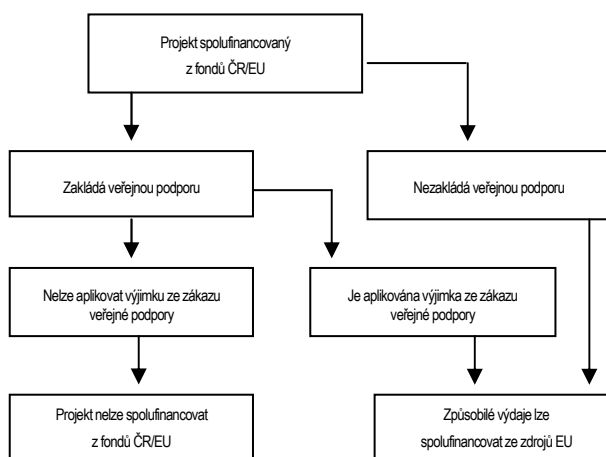 Projekt spolufinancovaný
z fondů ČR/EU
Zakládá veřejnou podporu
Nezakládá veřejnou podporu
Nelze aplikovat výjimku ze zákazu
veřejné podpory
Je aplikována výjimka ze zákazu
veřejné podpory
Projekt nelze spolufinancovat
z fondů ČR/EU
Způsobilé výdaje lze
spolufinancovat ze zdrojů EU